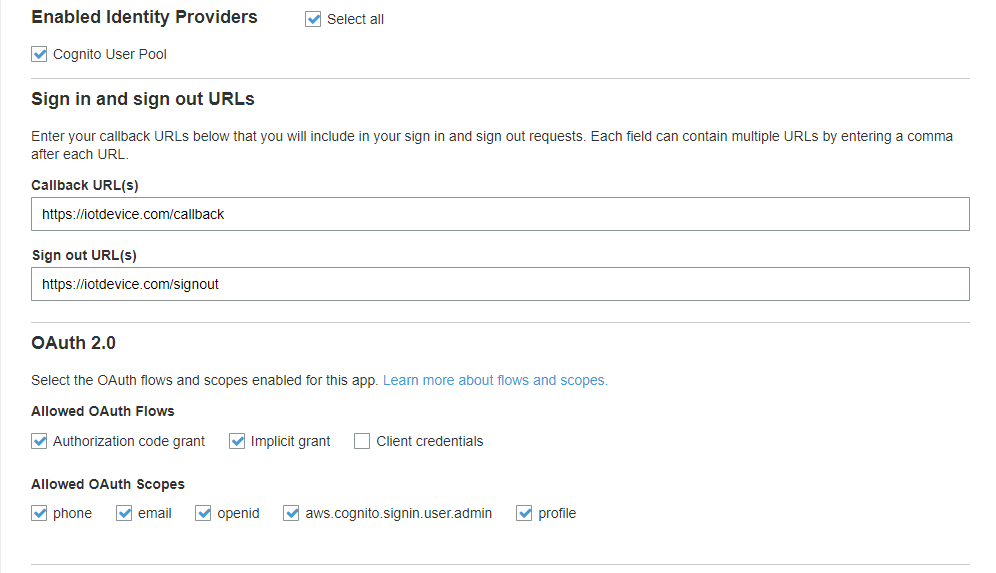 Enabled Identity Providers
Select all
Cognito User Pool
Sign in and sign out URLs
Enter your callback URLs below that you will include in your sign in and sign out requests. Each field can contain multiple URLs by entering a comma
after each URL.
Callback URL(s)
https://iotdevice.com/callback
Sign out URL(s)
https://iotdevice.com/signout
OAuth 2.0
Select the OAuth flows and scopes enabled for this app. Learn more about flows and scopes.
Allowed OAuth Flows
Authorization code grant Implicit grant Client credentials
Allowed OAuth Scopes
phone email openid aws.cognito.signin.user.admin profile